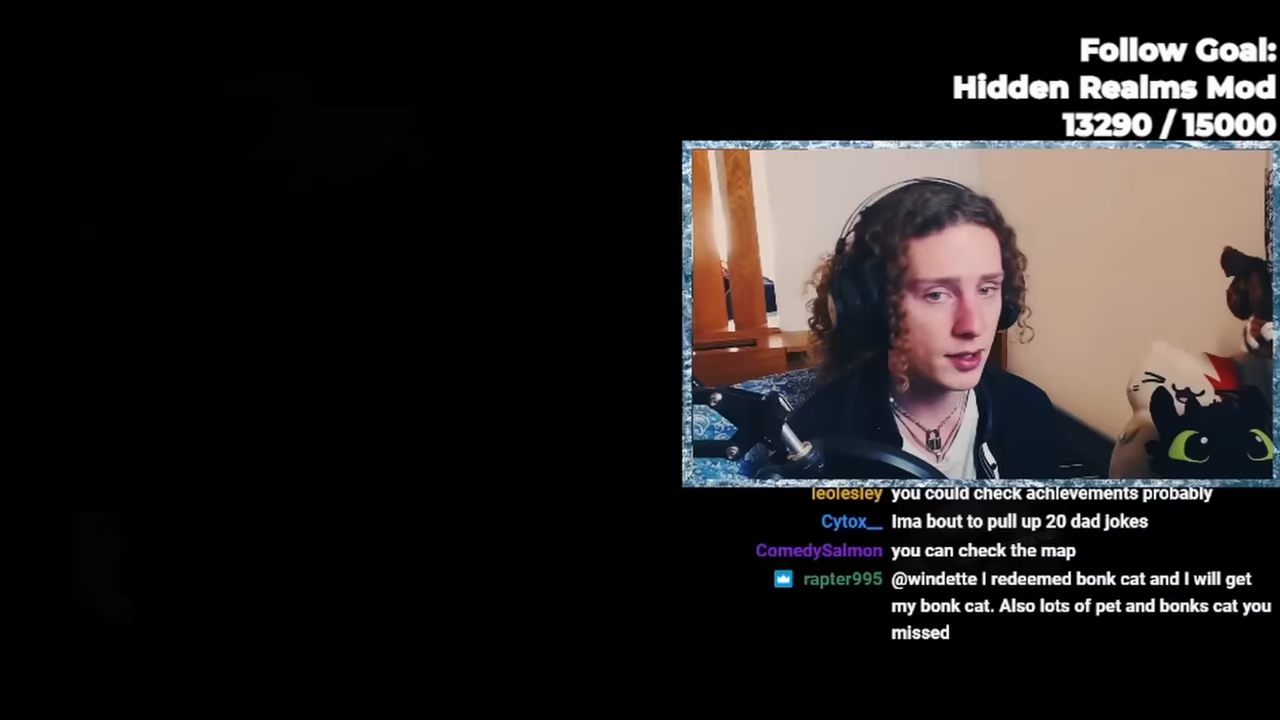 Follow Goal:
Hidden Realms Mod
13290 / 15000
leolesley you could check achievements probably
Cytox__ Ima bout to pull up 20 dad jokes
ComedySalmon you can check the map
rapter995 @windette I redeemed bonk cat and I will get
my bonk cat. Also lots of pet and bonks cat you
missed